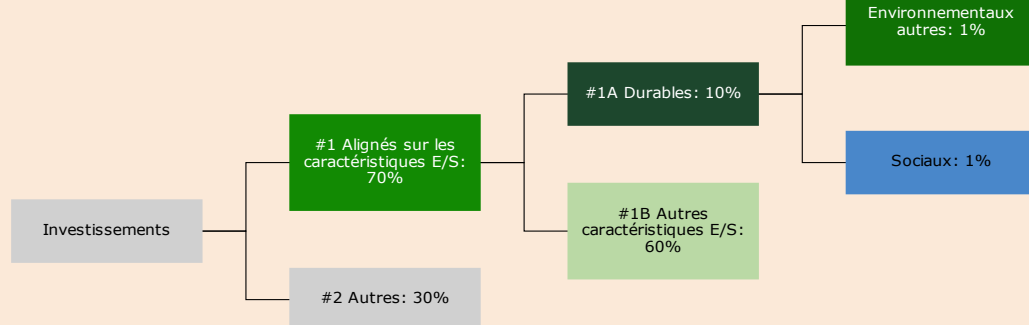 Environnementaux
autres: 1%
#1A Durables: 10%
#1 Alignés sur les
caractéristiques E/S:
70%
Sociaux: 1%
#1B Autres
caractéristiques E/S:
60%
Investissements
#2 Autres: 30%